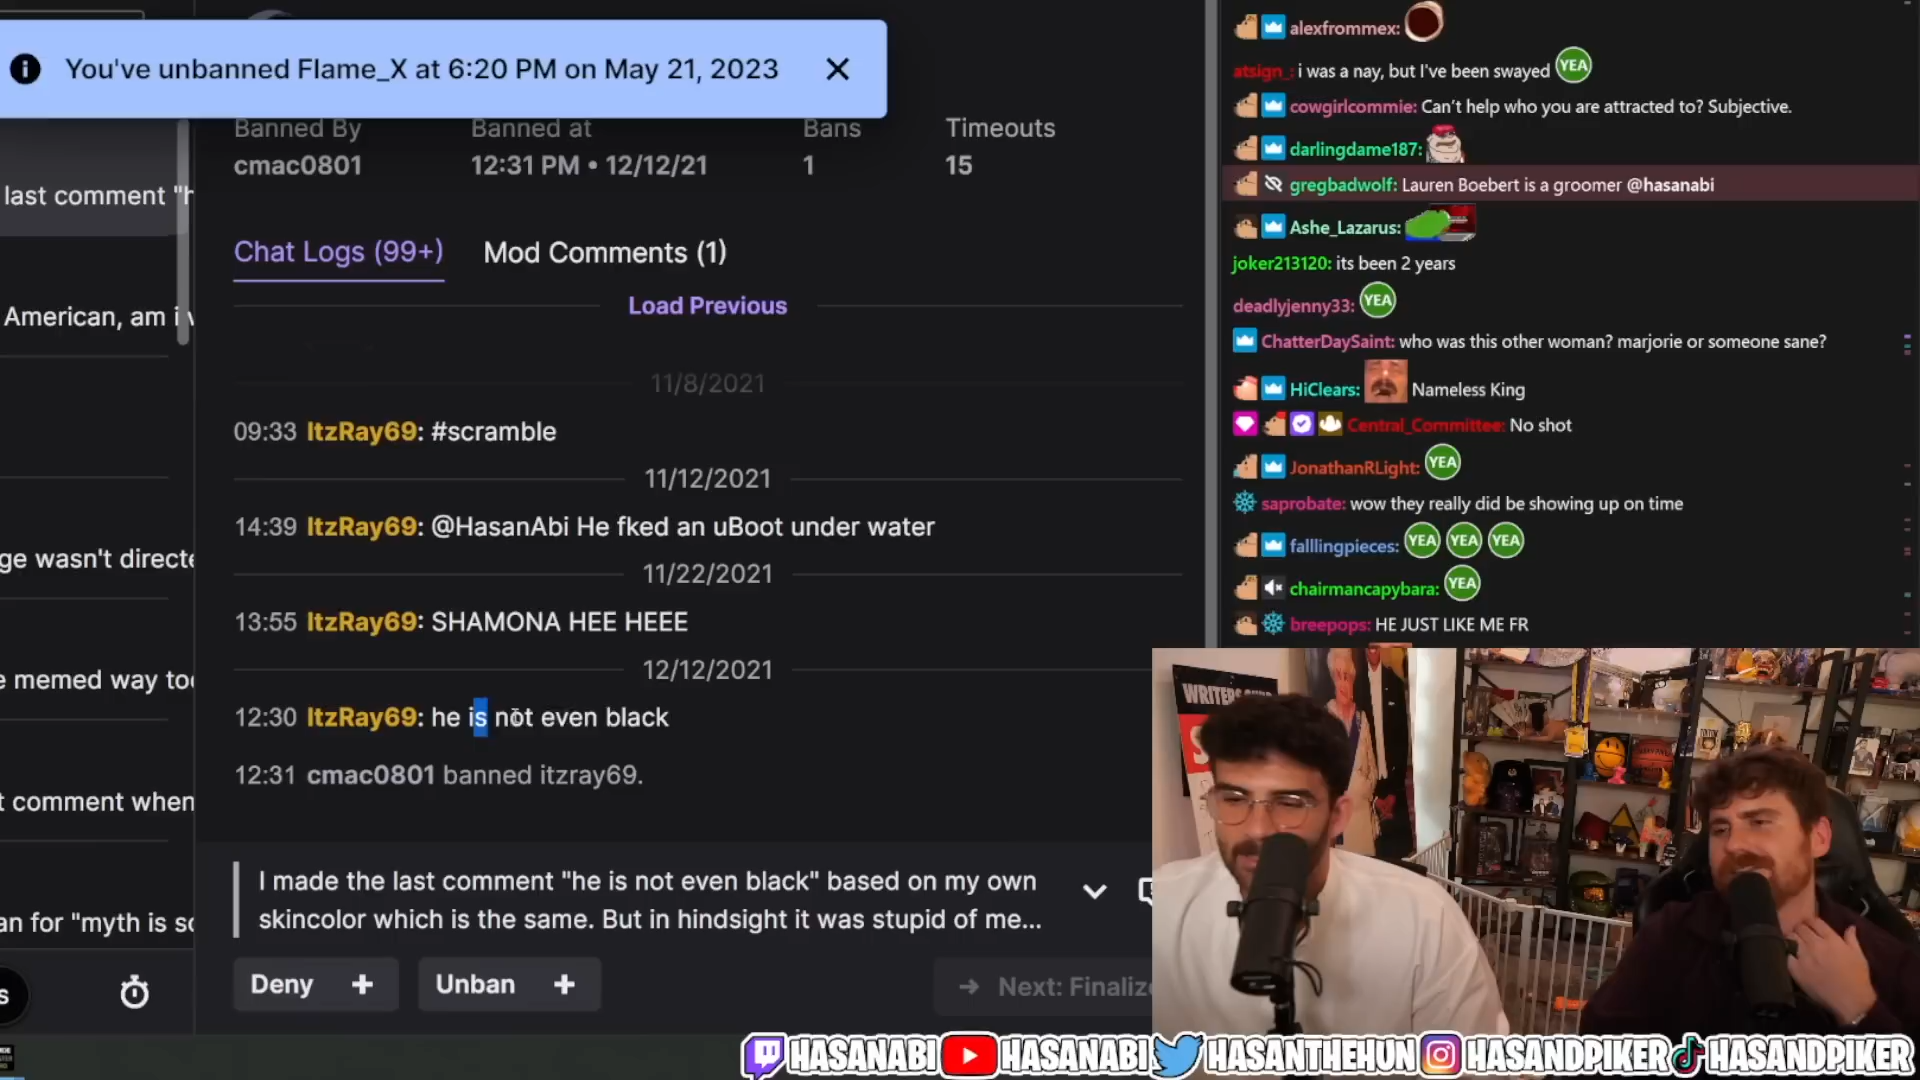 You've unbanned Flame_X at 6:20 PM on May 21, 2023
Banned By
Banned at
Bans
Timeouts
cmac0801
12:31 PM • 12/12/21
1
15
last comment "h
American, am i
ge wasn't directe
e memed way too
t comment when
an for "myth is so
Chat Logs (99+)
Mod Comments (1)
Load Previous
11/8/2021
09:33 ItzRay69: #scramble
11/12/2021
14:39 ItzRay69: @HasanAbi He fked an uBoot under water
11/22/2021
13:55 ItzRay69: SHAMONA HEE HEEE
12/12/2021
12:30 ItzRay69: he is not even black
12:31 cmac0801 banned itzray69.
I made the last comment "he is not even black" based on my own
skincolor which is the same. But in hindsight it was stupid of me...
Deny +
Unban +
Next: Finalize
alexfrommex:
atsign_: i was a nay, but I've been swayed YEA
cowgirlcommie: Can't help who you are attracted to? Subjective.
darlingdame187:
gregbadwolf: Lauren Boebert is a groomer @hasanabi
Ashe_Lazarus:
joker213120: its been 2 years
deadlyjenny33: YEA
ChatterDaySaint: who was this other woman? marjorie or someone sane?
HiClears: Nameless King
Central_Committee: No shot
JonathanRLight: YEA
saprobate: wow they really did be showing up on time
falllingpieces: YEA YEA YEA
chairmancapybara: YEA
breepops: HE JUST LIKE ME FR
WRITERS
HASANABI HASANABI HASANTHEHUN HASANDPIKER HASANDPIKER